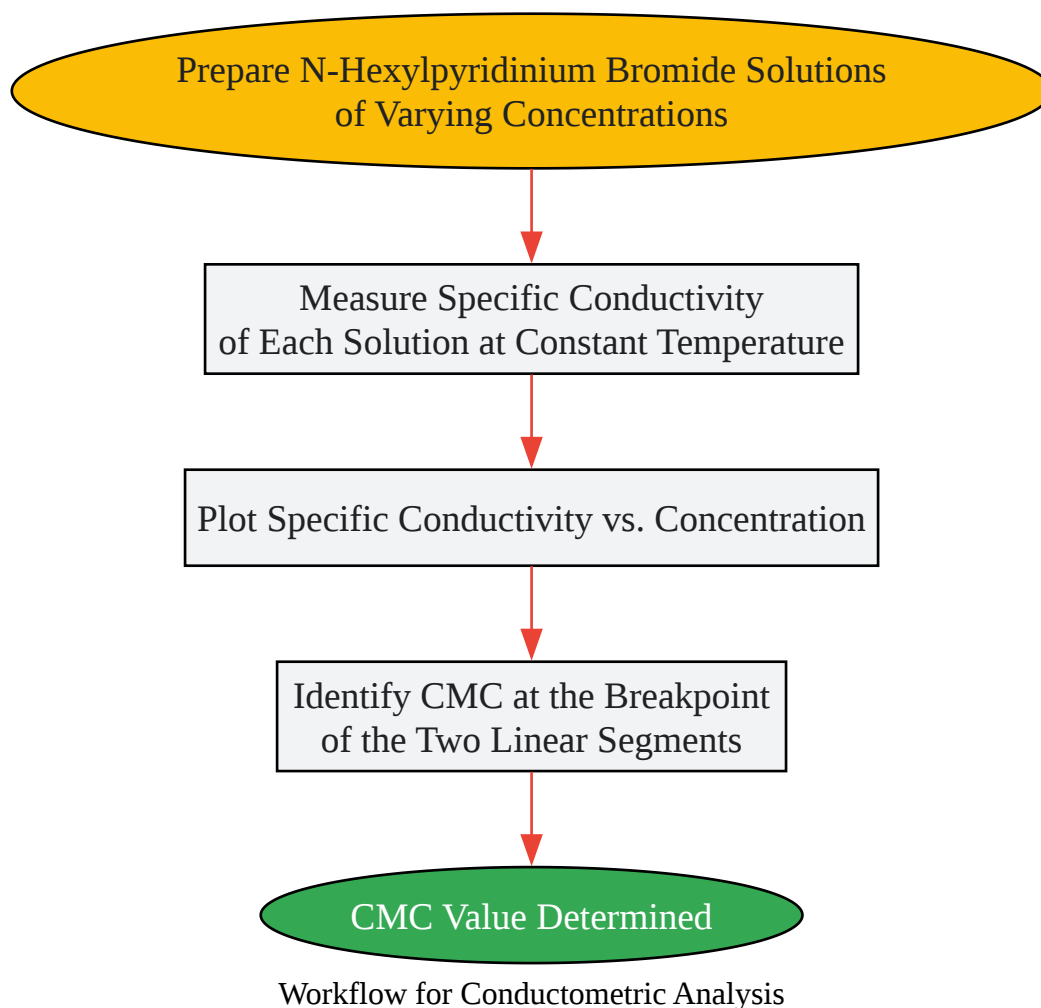 Prepare N-Hexylpyridinium Bromide Solutions
of Varying Concentrations
Measure Specific Conductivity
of Each Solution at Constant Temperature
Plot Specific Conductivity vs. Concentration
Identify CMC at the Breakpoint
of the Two Linear Segments
CMC Value Determined
Workflow for Conductometric Analysis